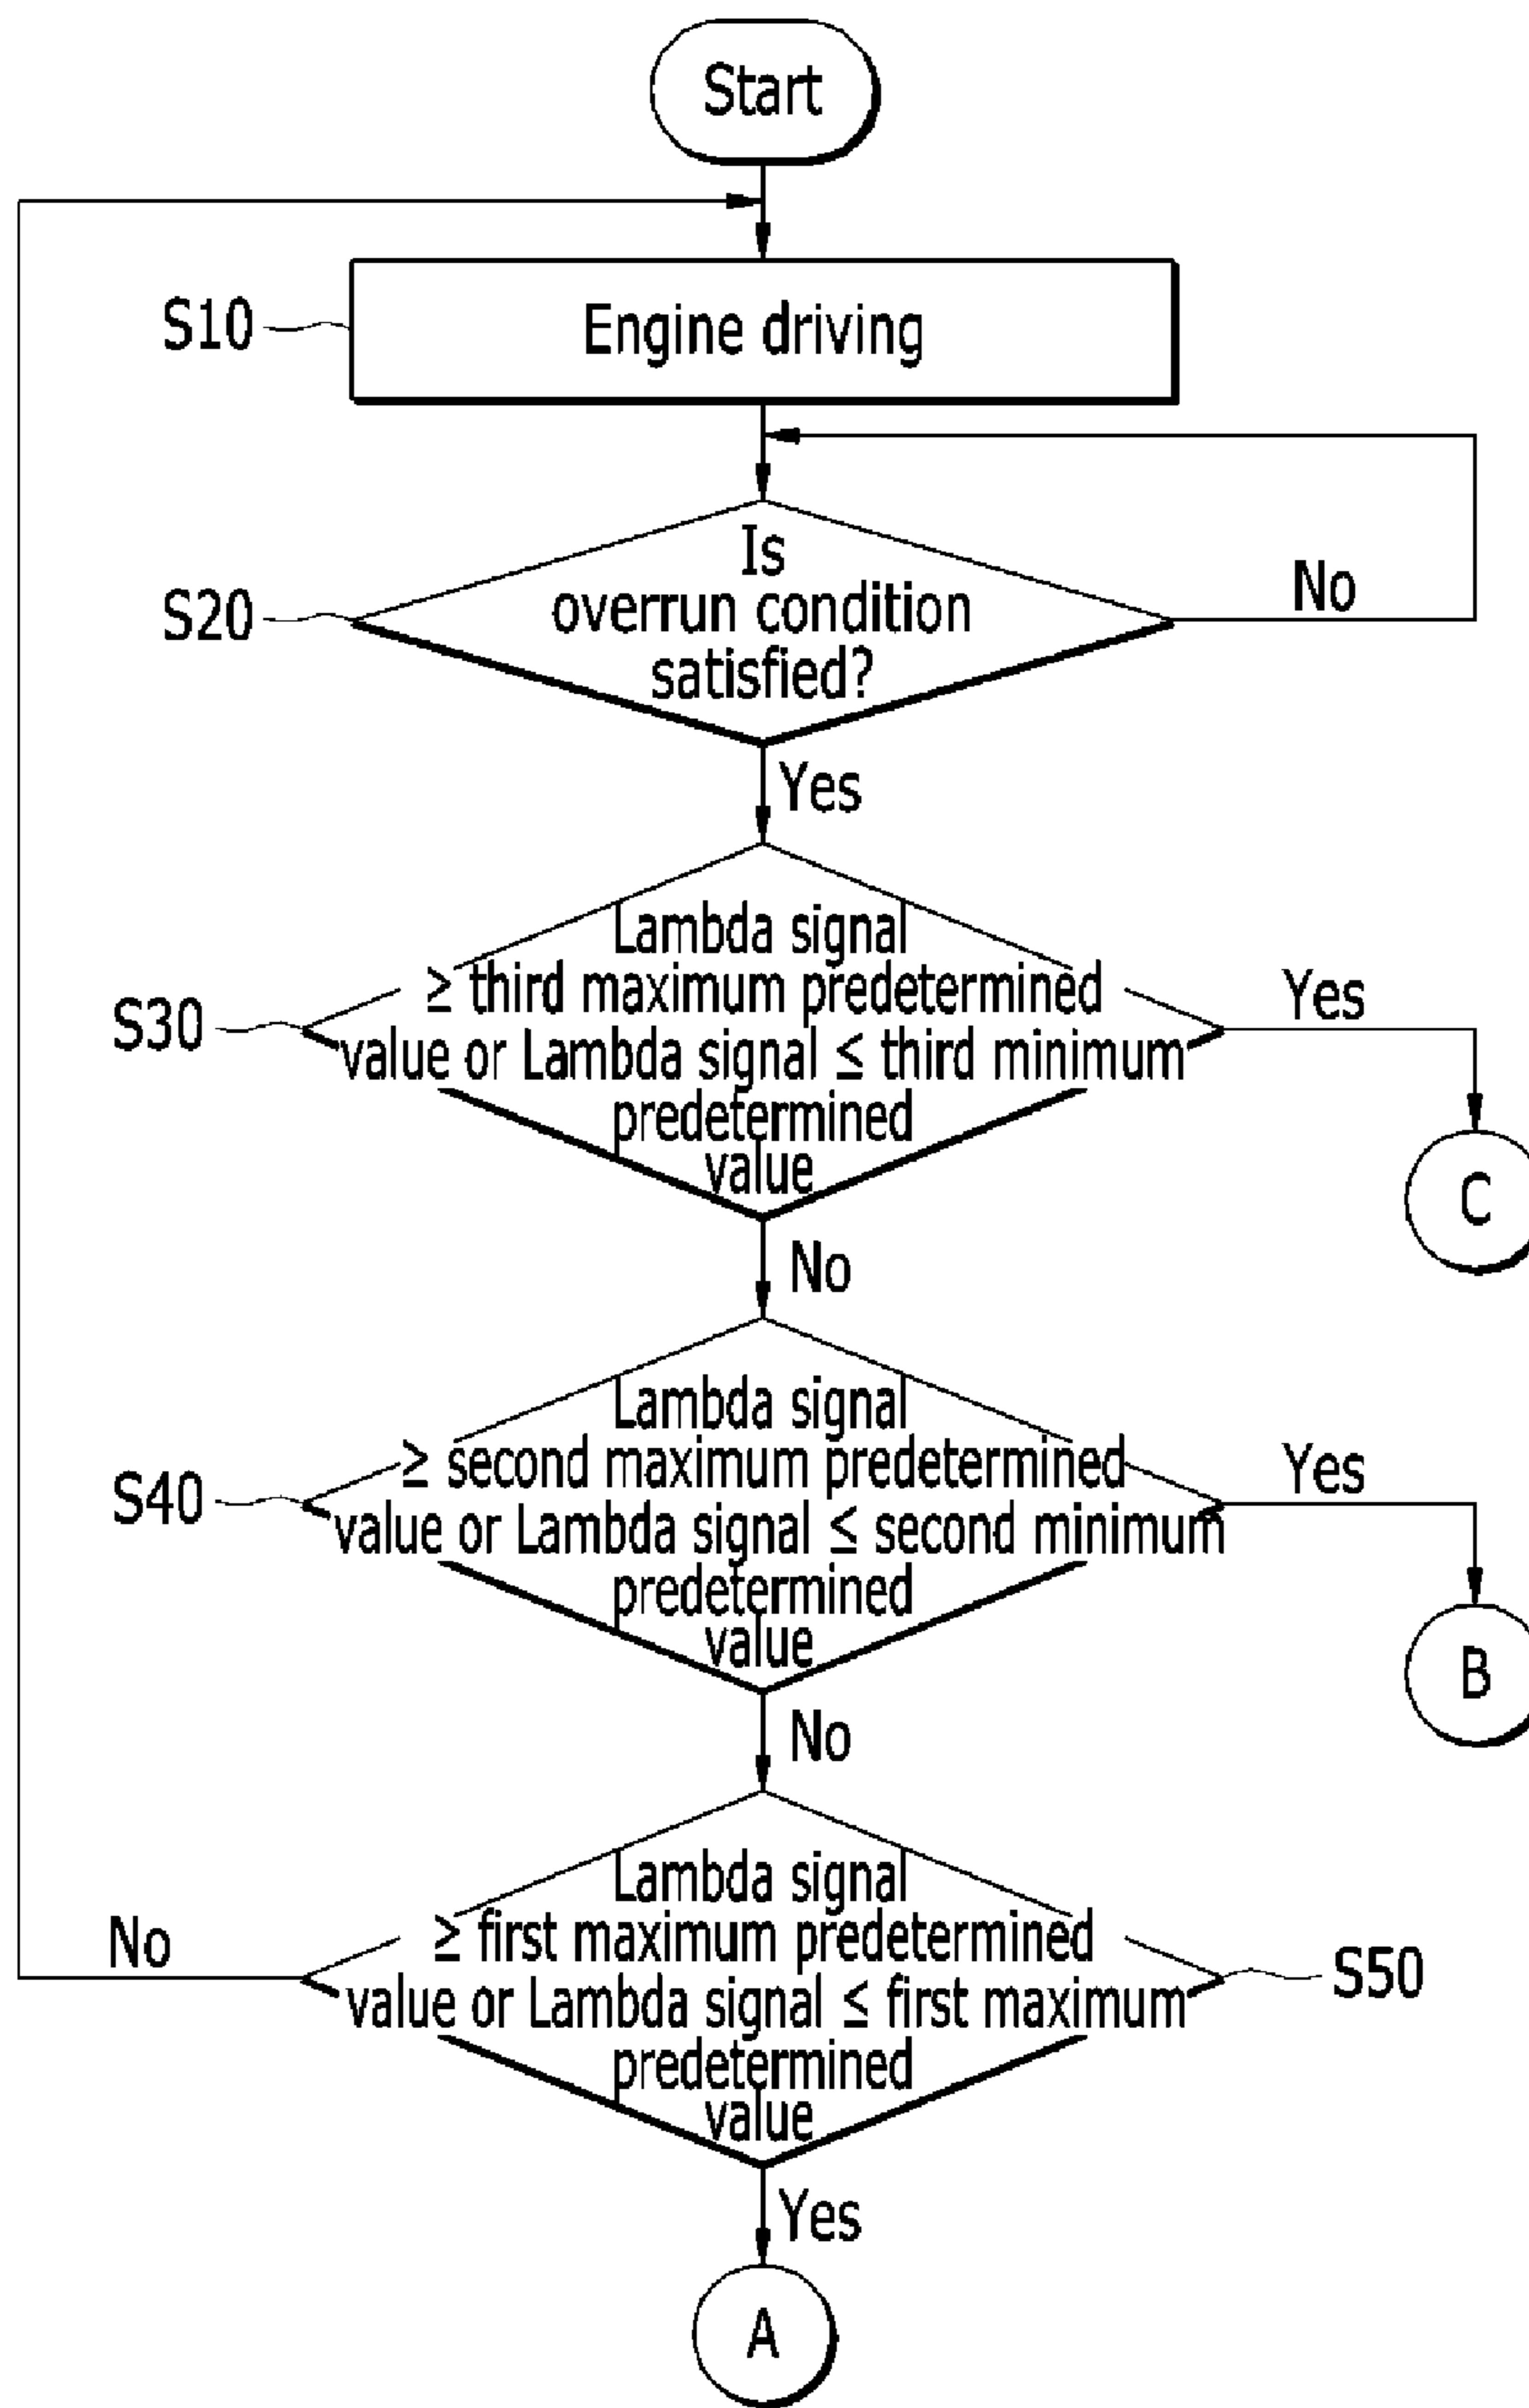 Start
S10
Engine driving
S20
Is
overrun condition
satisfied?
No
Yes
S30
Lambda signal
≥ third maximum predetermined
value or Lambda signal ≤ third minimum
predetermined
value
Yes
C
No
S40
Lambda signal
≥ second maximum predetermined
value or Lambda signal ≤ second minimum
predetermined
value
Yes
B
No
No
Lambda signal
≥ first maximum predetermined
value or Lambda signal ≤ first maximum
predetermined
value
S50
Yes
A